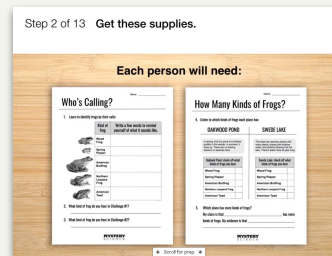 Step 2 of 13 Get these supplies.
Each person will need:
Name:
Who's Calling?
1. Learn to identify frogs by their calls.
Kind of Frog
Write a few words to remind yourself of what it sounds like.
Wood Frog
Spring Peeper
American Bullfrog
Northern Leopard Frog
American Toad
2. What kind of frog do you hear in Challenge #1?
3. What kind of frog do you hear in Challenge #2?
MYSTERY
Name:
How Many Kinds of Frogs?
4. Listen to which kinds of frogs each place has:
OAKWOOD POND
SWEDE LAKE
Oakwood Pond: check off what kinds of frogs you hear
Wood Frog
Spring Peeper
American Bullfrog
Northern Leopard Frog
American Toad
Swede Lake: check off what kinds of frogs you hear
Wood Frog
Spring Peeper
American Bullfrog
Northern Leopard Frog
American Toad
5. Which place has more kinds of frogs?
My claim is that has more
kinds of frogs. My evidence is that
MYSTERY
Scroll for prep